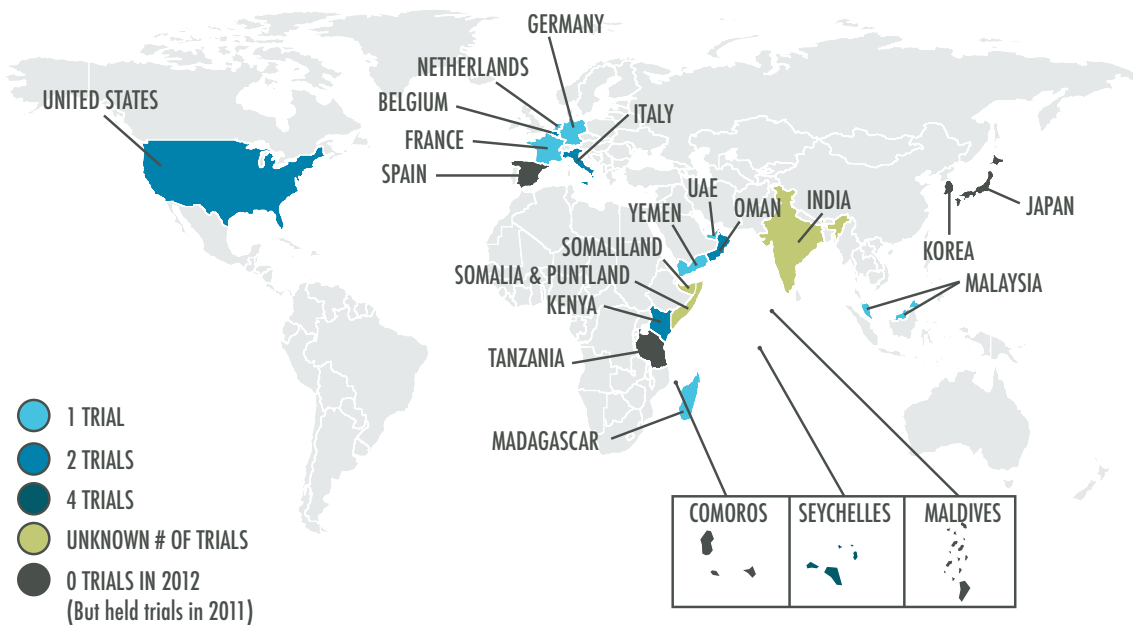 GERMANY
NETHERLANDS
UNITED STATES
BELGIUM
ITALY
FRANCE
SPAIN
UAE
INDIA
JAPAN
YEMEN
OMAN
SOMALILAND
KOREA
SOMALIA & PUNTLAND
MALAYSIA
KENYA
TANZANIA
MADAGASCAR
1 TRIAL
2 TRIALS
4 TRIALS
UNKNOWN # OF TRIALS
0 TRIALS IN 2012
(But held trials in 2011)
COMOROS
SEYCHELLES
MALDIVES